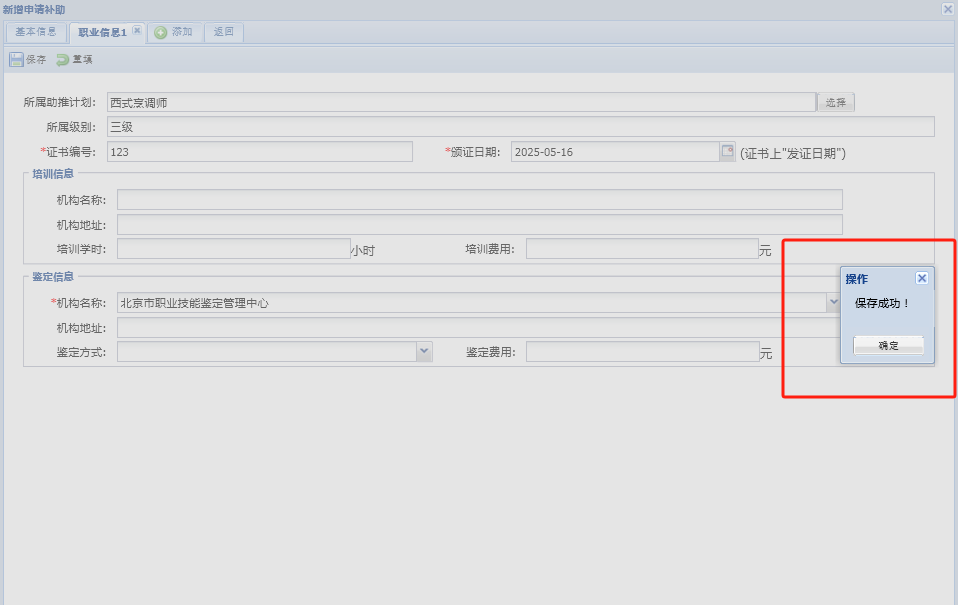 新增申请补助
基本信息 职业信息1 添加 返回
保存 重填
所属助推计划: 西式烹调师 选择
所属级别: 三级
*证书编号: 123 *颁证日期: 2025-05-16 (证书上"发证日期")
培训信息
机构名称:
机构地址:
培训学时: 小时 培训费用: 元
鉴定信息
*机构名称: 北京市职业技能鉴定管理中心
机构地址:
鉴定方式: 鉴定费用: 元
操作
保存成功！
确定